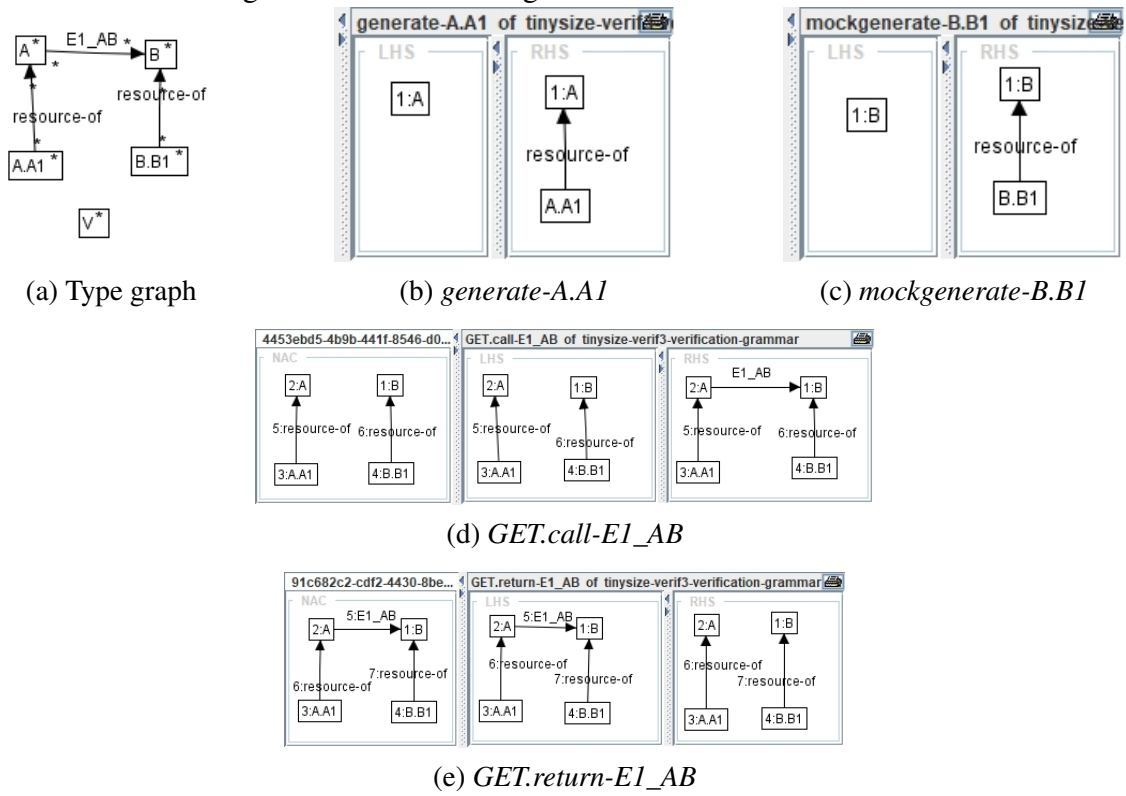 A*
E1_AB
*
*
B*
*
*
resource-of
resource-of
*
*
A.A1*
B.B1*
V*
(a) Type graph
generate-A.A1 of tinysize-verif
LHS
RHS
1:A
1:A
resource-of
A.A1
(b) generate-A.A1
mockgenerate-B.B1 of tinysize
LHS
RHS
1:B
1:B
resource-of
B.B1
(c) mockgenerate-B.B1
4453ebd5-4b9b-441f-8546-d0...
GET.call-E1_AB of tinysize-verif3-verification-grammar
NAC
LHS
RHS
2:A
1:B
5:resource-of
6:resource-of
3:A.A1
4:B.B1
2:A
1:B
5:resource-of
6:resource-of
3:A.A1
4:B.B1
2:A
E1_AB
1:B
5:resource-of
6:resource-of
3:A.A1
4:B.B1
(d) GET.call-E1_AB
91c682c2-cdf2-4430-8be...
GET.return-E1_AB of tinysize-verif3-verification-grammar
NAC
LHS
RHS
2:A
5:E1_AB
1:B
6:resource-of
7:resource-of
3:A.A1
4:B.B1
2:A
5:E1_AB
1:B
6:resource-of
7:resource-of
3:A.A1
4:B.B1
2:A
1:B
6:resource-of
7:resource-of
3:A.A1
4:B.B1
(e) GET.return-E1_AB